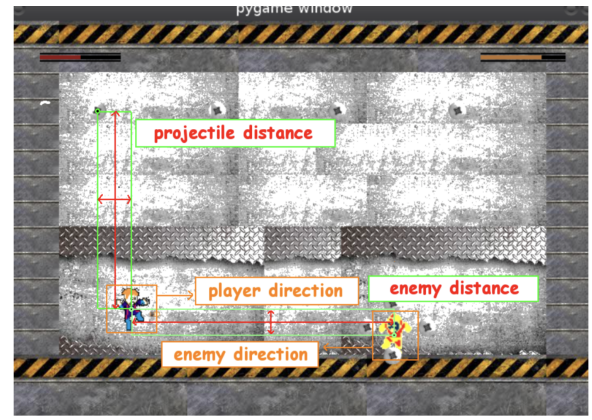 pygame window
projectile distance
player direction
enemy distance
enemy direction